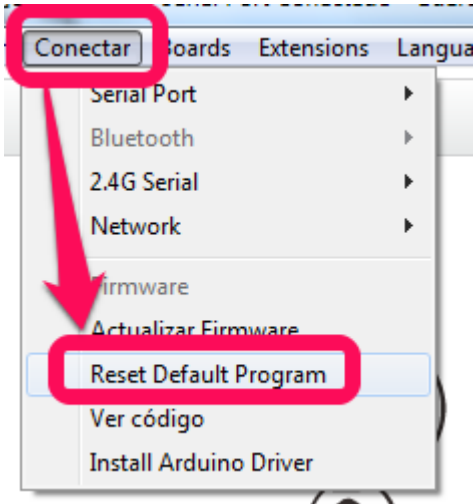 Conectar Boards Extensions Langua
Serial Port
Bluetooth
2.4G Serial
Network
Firmware
Actualizar Firmware
Reset Default Program
Ver código
Install Arduino Driver